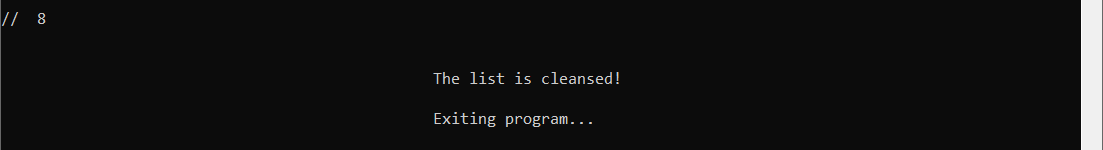 //  8
The list is cleansed!
Exiting program...